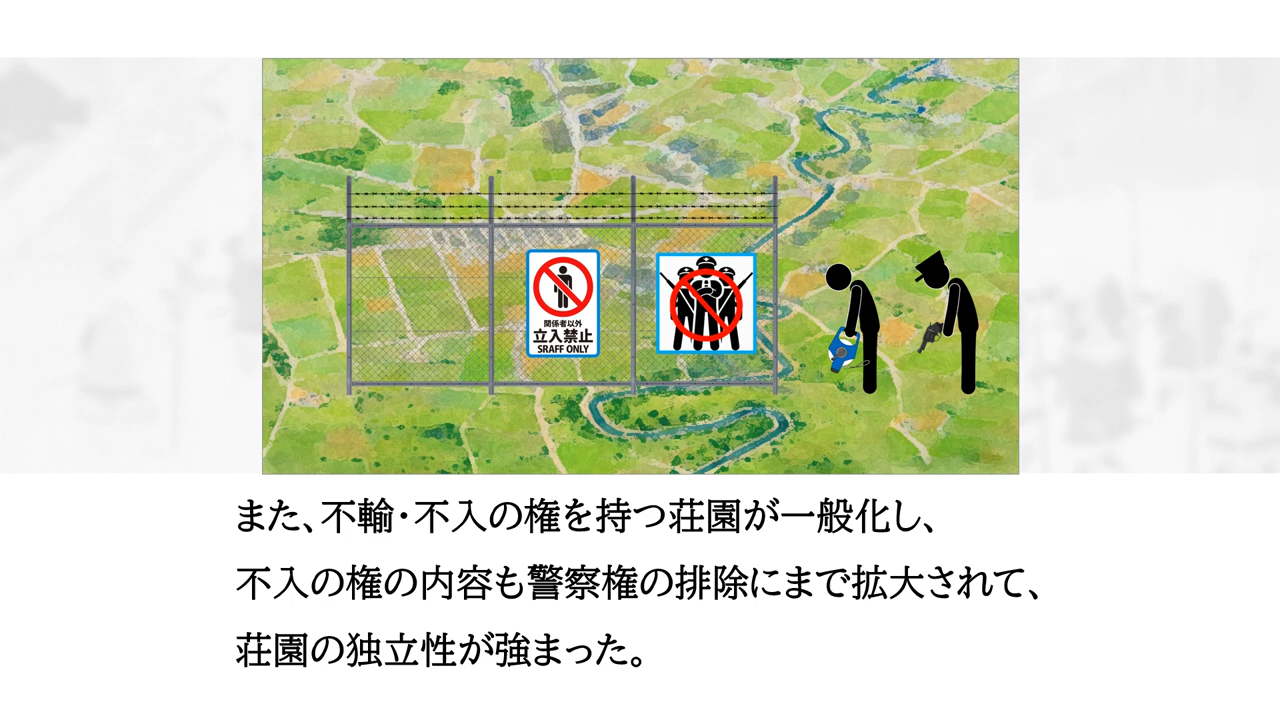 関係者以外
立入禁止
SRAFF ONLY
また、不輸・不入の権を持つ荘園が一般化し、
不入の権の内容も警察権の排除にまで拡大されて、
荘園の独立性が強まった。